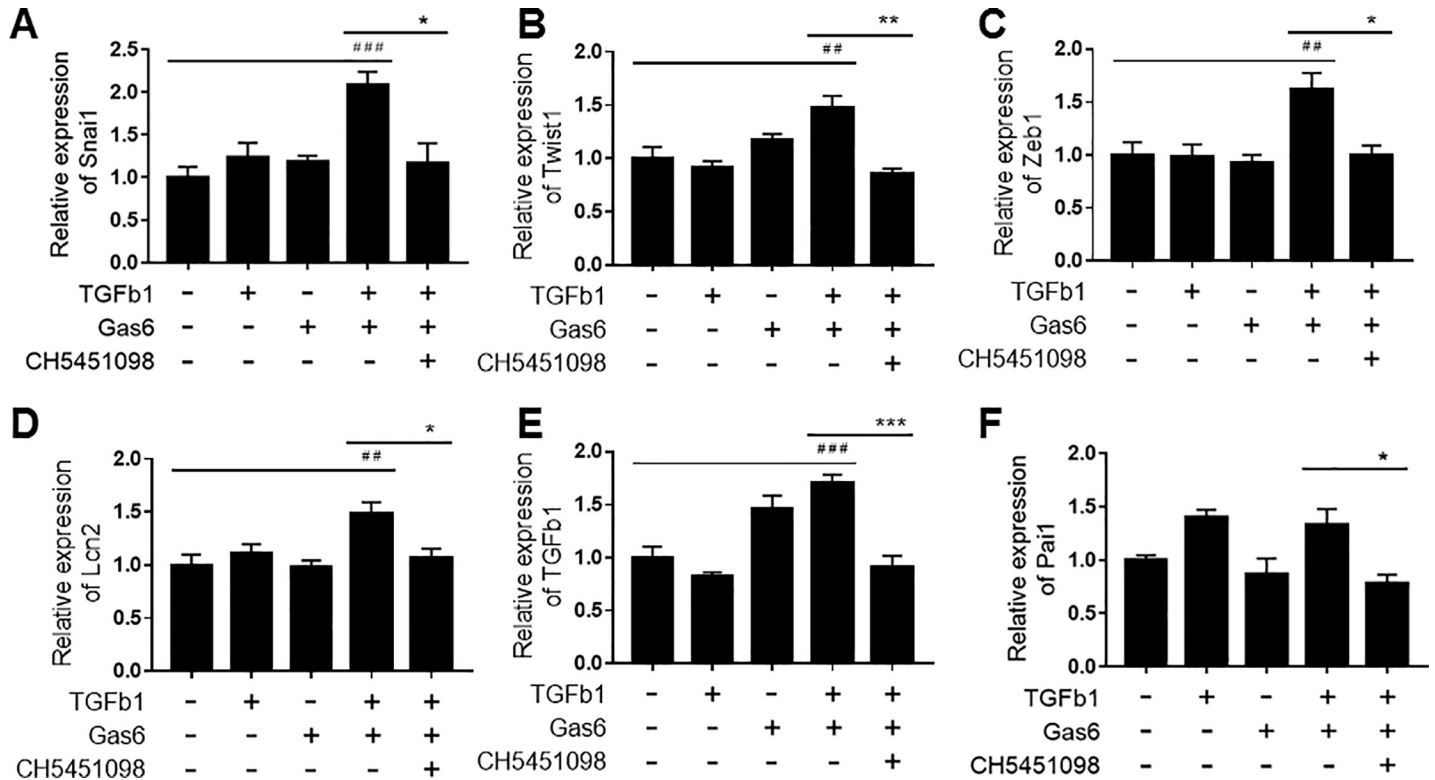 A
Relative expression
of Snai1
2.5
2.0
1.5
1.0
0.5
0.0
*
###
TGFb1 - + - + +
Gas6 - - + + +
CH5451098 - - - - +
B
Relative expression
of Twist1
2.0
1.5
1.0
0.5
0.0
**
##
TGFb1 - + - + +
Gas6 - - + + +
CH5451098 - - - - +
C
Relative expression
of Zeb1
2.0
1.5
1.0
0.5
0.0
*
##
TGFb1 - + - + +
Gas6 - - + + +
CH5451098 - - - - +
D
Relative expression
of Lcn2
2.0
1.5
1.0
0.5
0.0
*
##
TGFb1 - + - + +
Gas6 - - + + +
CH5451098 - - - - +
E
Relative expression
of TGFb1
2.0
1.5
1.0
0.5
0.0
***
###
TGFb1 - + - + +
Gas6 - - + + +
CH5451098 - - - - +
F
Relative expression
of Pai1
2.0
1.5
1.0
0.5
0.0
*
TGFb1 - + - + +
Gas6 - - + + +
CH5451098 - - - - +